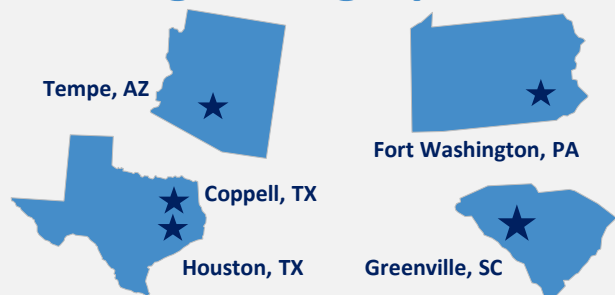 Tempe, AZ
Fort Washington, PA
Coppell, TX
Houston, TX
Greenville, SC